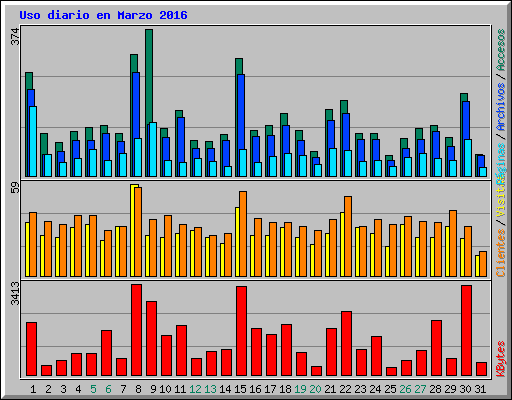 Uso diario en Marzo 2016
374
59
3413
Clientes / Visitas
Páginas / Archivos / Accesos
KBytes
1 2 3 4 5 6 7 8 9 10 11 12 13 14 15 16 17 18 19 20 21 22 23 24 25 26 27 28 29 30 31